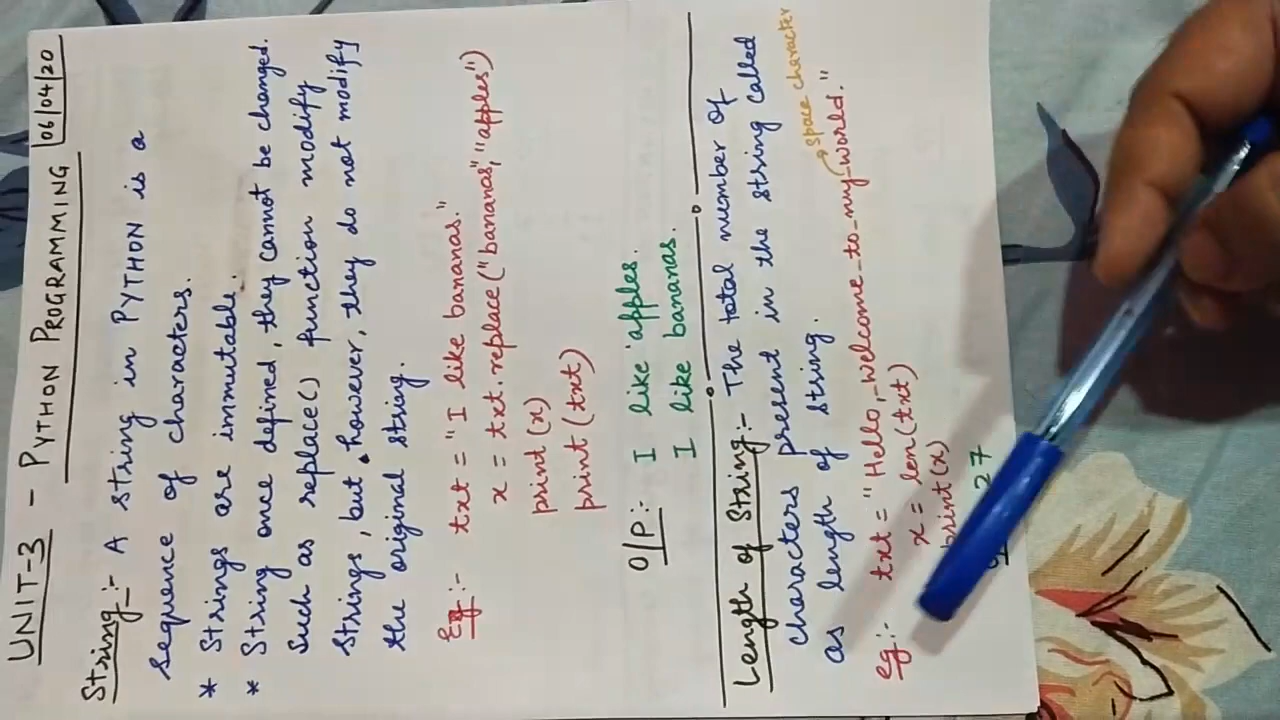 UNIT-3 - PYTHON PROGRAMMING 06/04/20
String:- A string in PYTHON is a
sequence of characters.
* Strings are immutable.
* String once defined, they cannot be changed.
Such as replace() function modify
strings, but however, they do not modify
the original string.
Eg:- txt = "I like bananas."
x = txt.replace("bananas","apples")
print(x)
print(txt)
O/P:- I like apples.
I like bananas.
Length of String:- The total number of
characters present in the string called
as length of string.
space character
eg:- txt = "Hello,_welcome_to_my_world."
x = len(txt)
print(x)
27